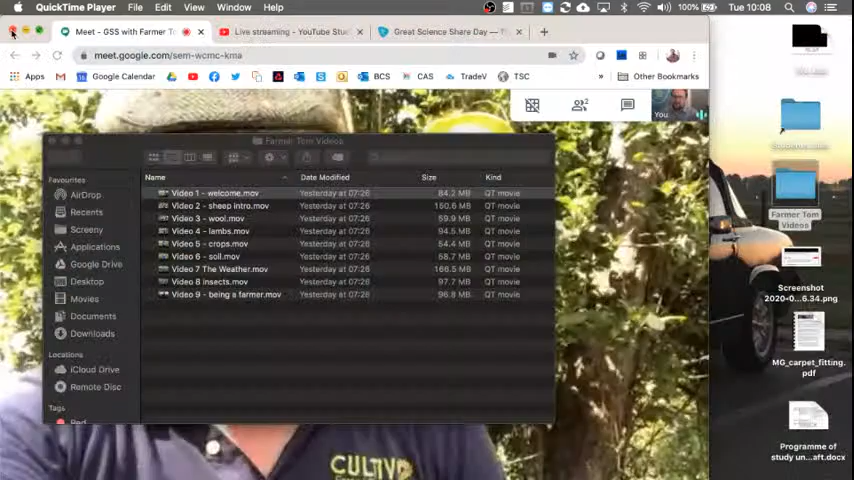 QuickTime Player File Edit View Window Help 100% Tue 10:08
Meet - GSS with Farmer T
Live streaming - YouTube Stud
Great Science Share Day — T
meet.google.com/sem-wcmc-kma
Apps Google Calendar BCS CAS TradeV TSC » Other Bookmarks
2
You
Farmer Tom Videos
Favourites
AirDrop
Recents
Screeny
Applications
Google Drive
Desktop
Movies
Documents
Downloads
Locations
iCloud Drive
Remote Disc
Tags
Red
Name Date Modified Size Kind
Video 1 - welcome.mov Yesterday at 07:26 84.2 MB QT movie
Video 2 - sheep intro.mov Yesterday at 07:26 150.6 MB QT movie
Video 3 - wool.mov Yesterday at 07:26 59.9 MB QT movie
Video 4 - lambs.mov Yesterday at 07:26 94.5 MB QT movie
Video 5 - crops.mov Yesterday at 07:26 54.4 MB QT movie
Video 6 - soil.mov Yesterday at 07:26 58.7 MB QT movie
Video 7 The Weather.mov Yesterday at 07:26 166.5 MB QT movie
Video 8 insects.mov Yesterday at 07:26 97.7 MB QT movie
Video 9 - being a farmer.mov Yesterday at 07:26 96.8 MB QT movie
Farmer Tom
Videos
Screenshot
2020-0...6.34.png
MG_carpet_fitting.
pdf
Programme of
study un...aft.docx